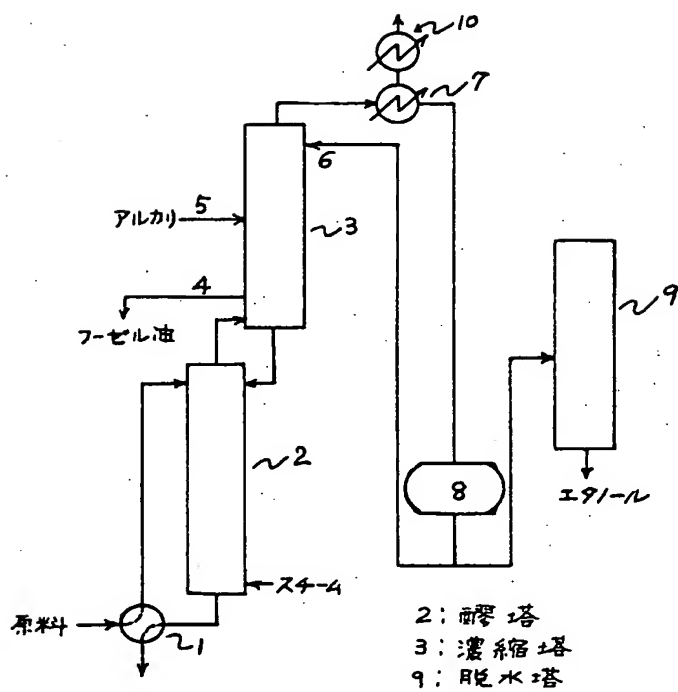 10
7
6
アルカリ 5
3
4
フーゼル油
9
2
8
エタノール
スチーム
原料
1
2; 醪塔
3; 濃縮塔
9; 脱水塔